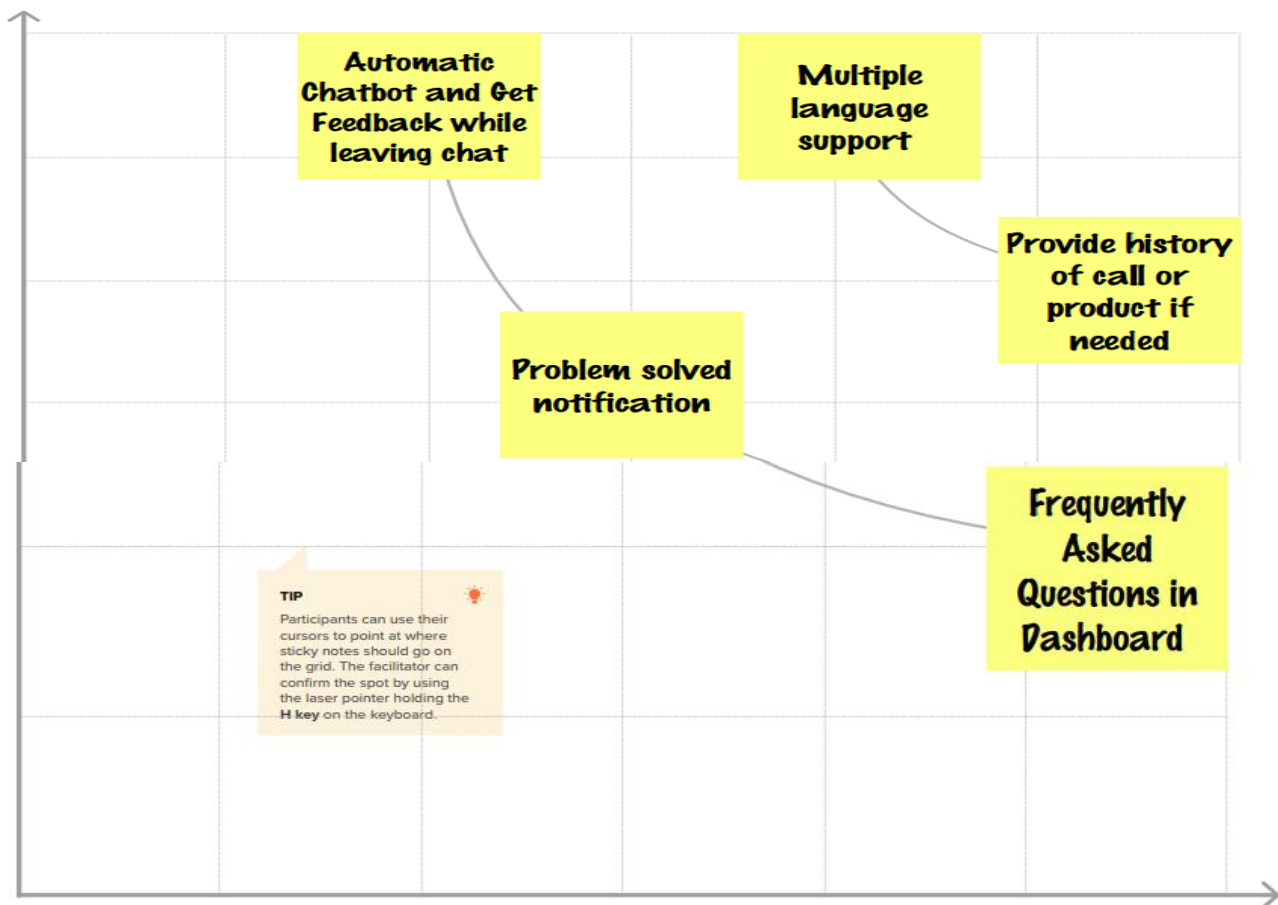 Automatic
Chatbot and Get
Feedback while
leaving chat
Multiple
language
support
Provide history
of call or
product if
needed
Problem solved
notification
Frequently
Asked
Questions in
Dashboard
TIP
Participants can use their
cursors to point at where
sticky notes should go on
the grid. The facilitator can
confirm the spot by using
the laser pointer holding the
H key on the keyboard.